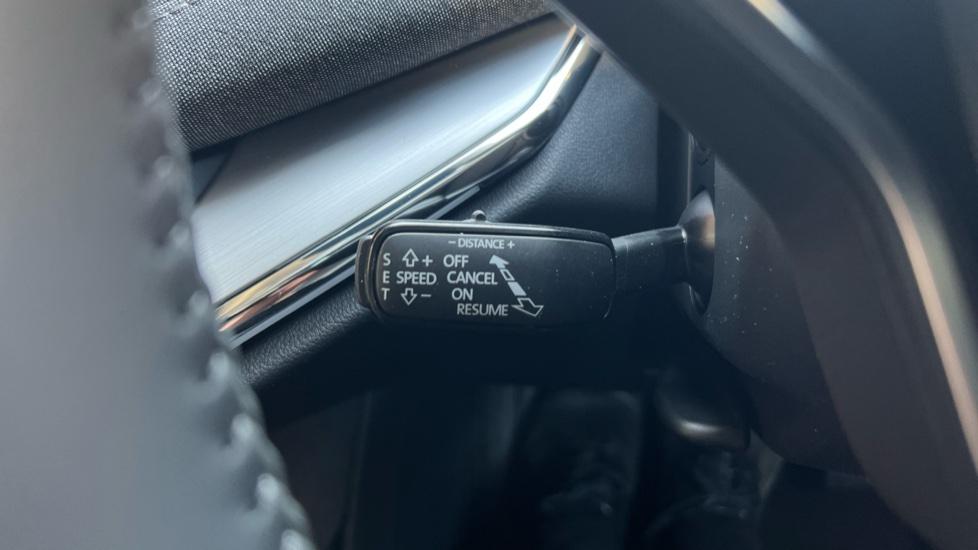 − DISTANCE +
S + OFF
E SPEED CANCEL
T − ON
RESUME